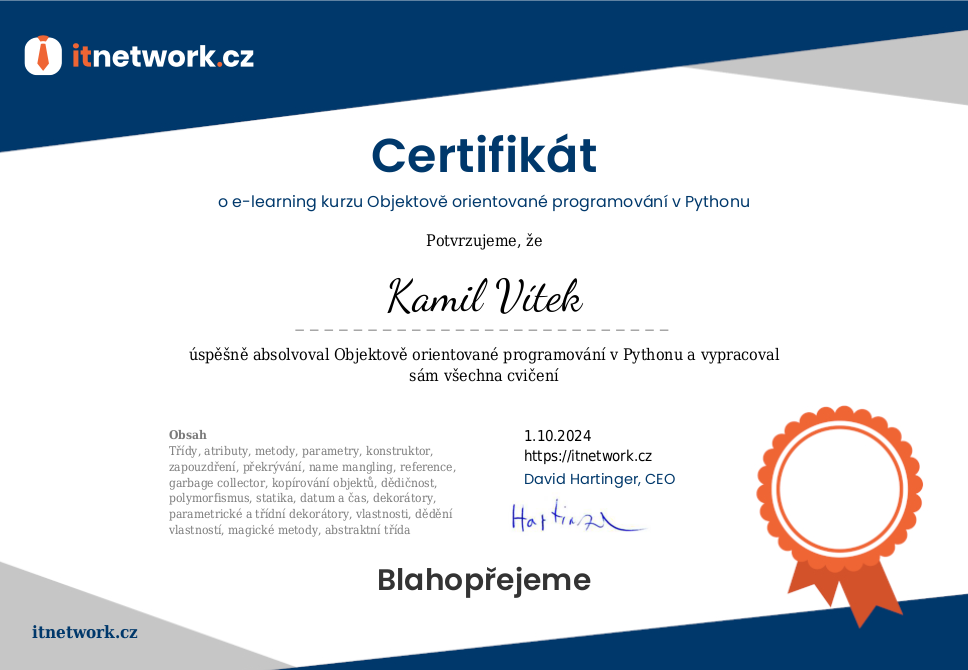 itnetwork.cz
Certifikát
o e-learning kurzu Objektově orientované programování v Pythonu
Potvrzujeme, že
Kamil Vítek
úspěšně absolvoval Objektově orientované programování v Pythonu a vypracoval
sám všechna cvičení
Obsah
Třídy, atributy, metody, parametry, konstruktor,
zapouzdření, překrývání, name mangling, reference,
garbage collector, kopírování objektů, dědičnost,
polymorfismus, statika, datum a čas, dekorátory,
parametrické a třídní dekorátory, vlastnosti, dědění
vlastností, magické metody, abstraktní třída
1.10.2024
https://itnetwork.cz
David Hartinger, CEO
Blahopřejeme
itnetwork.cz